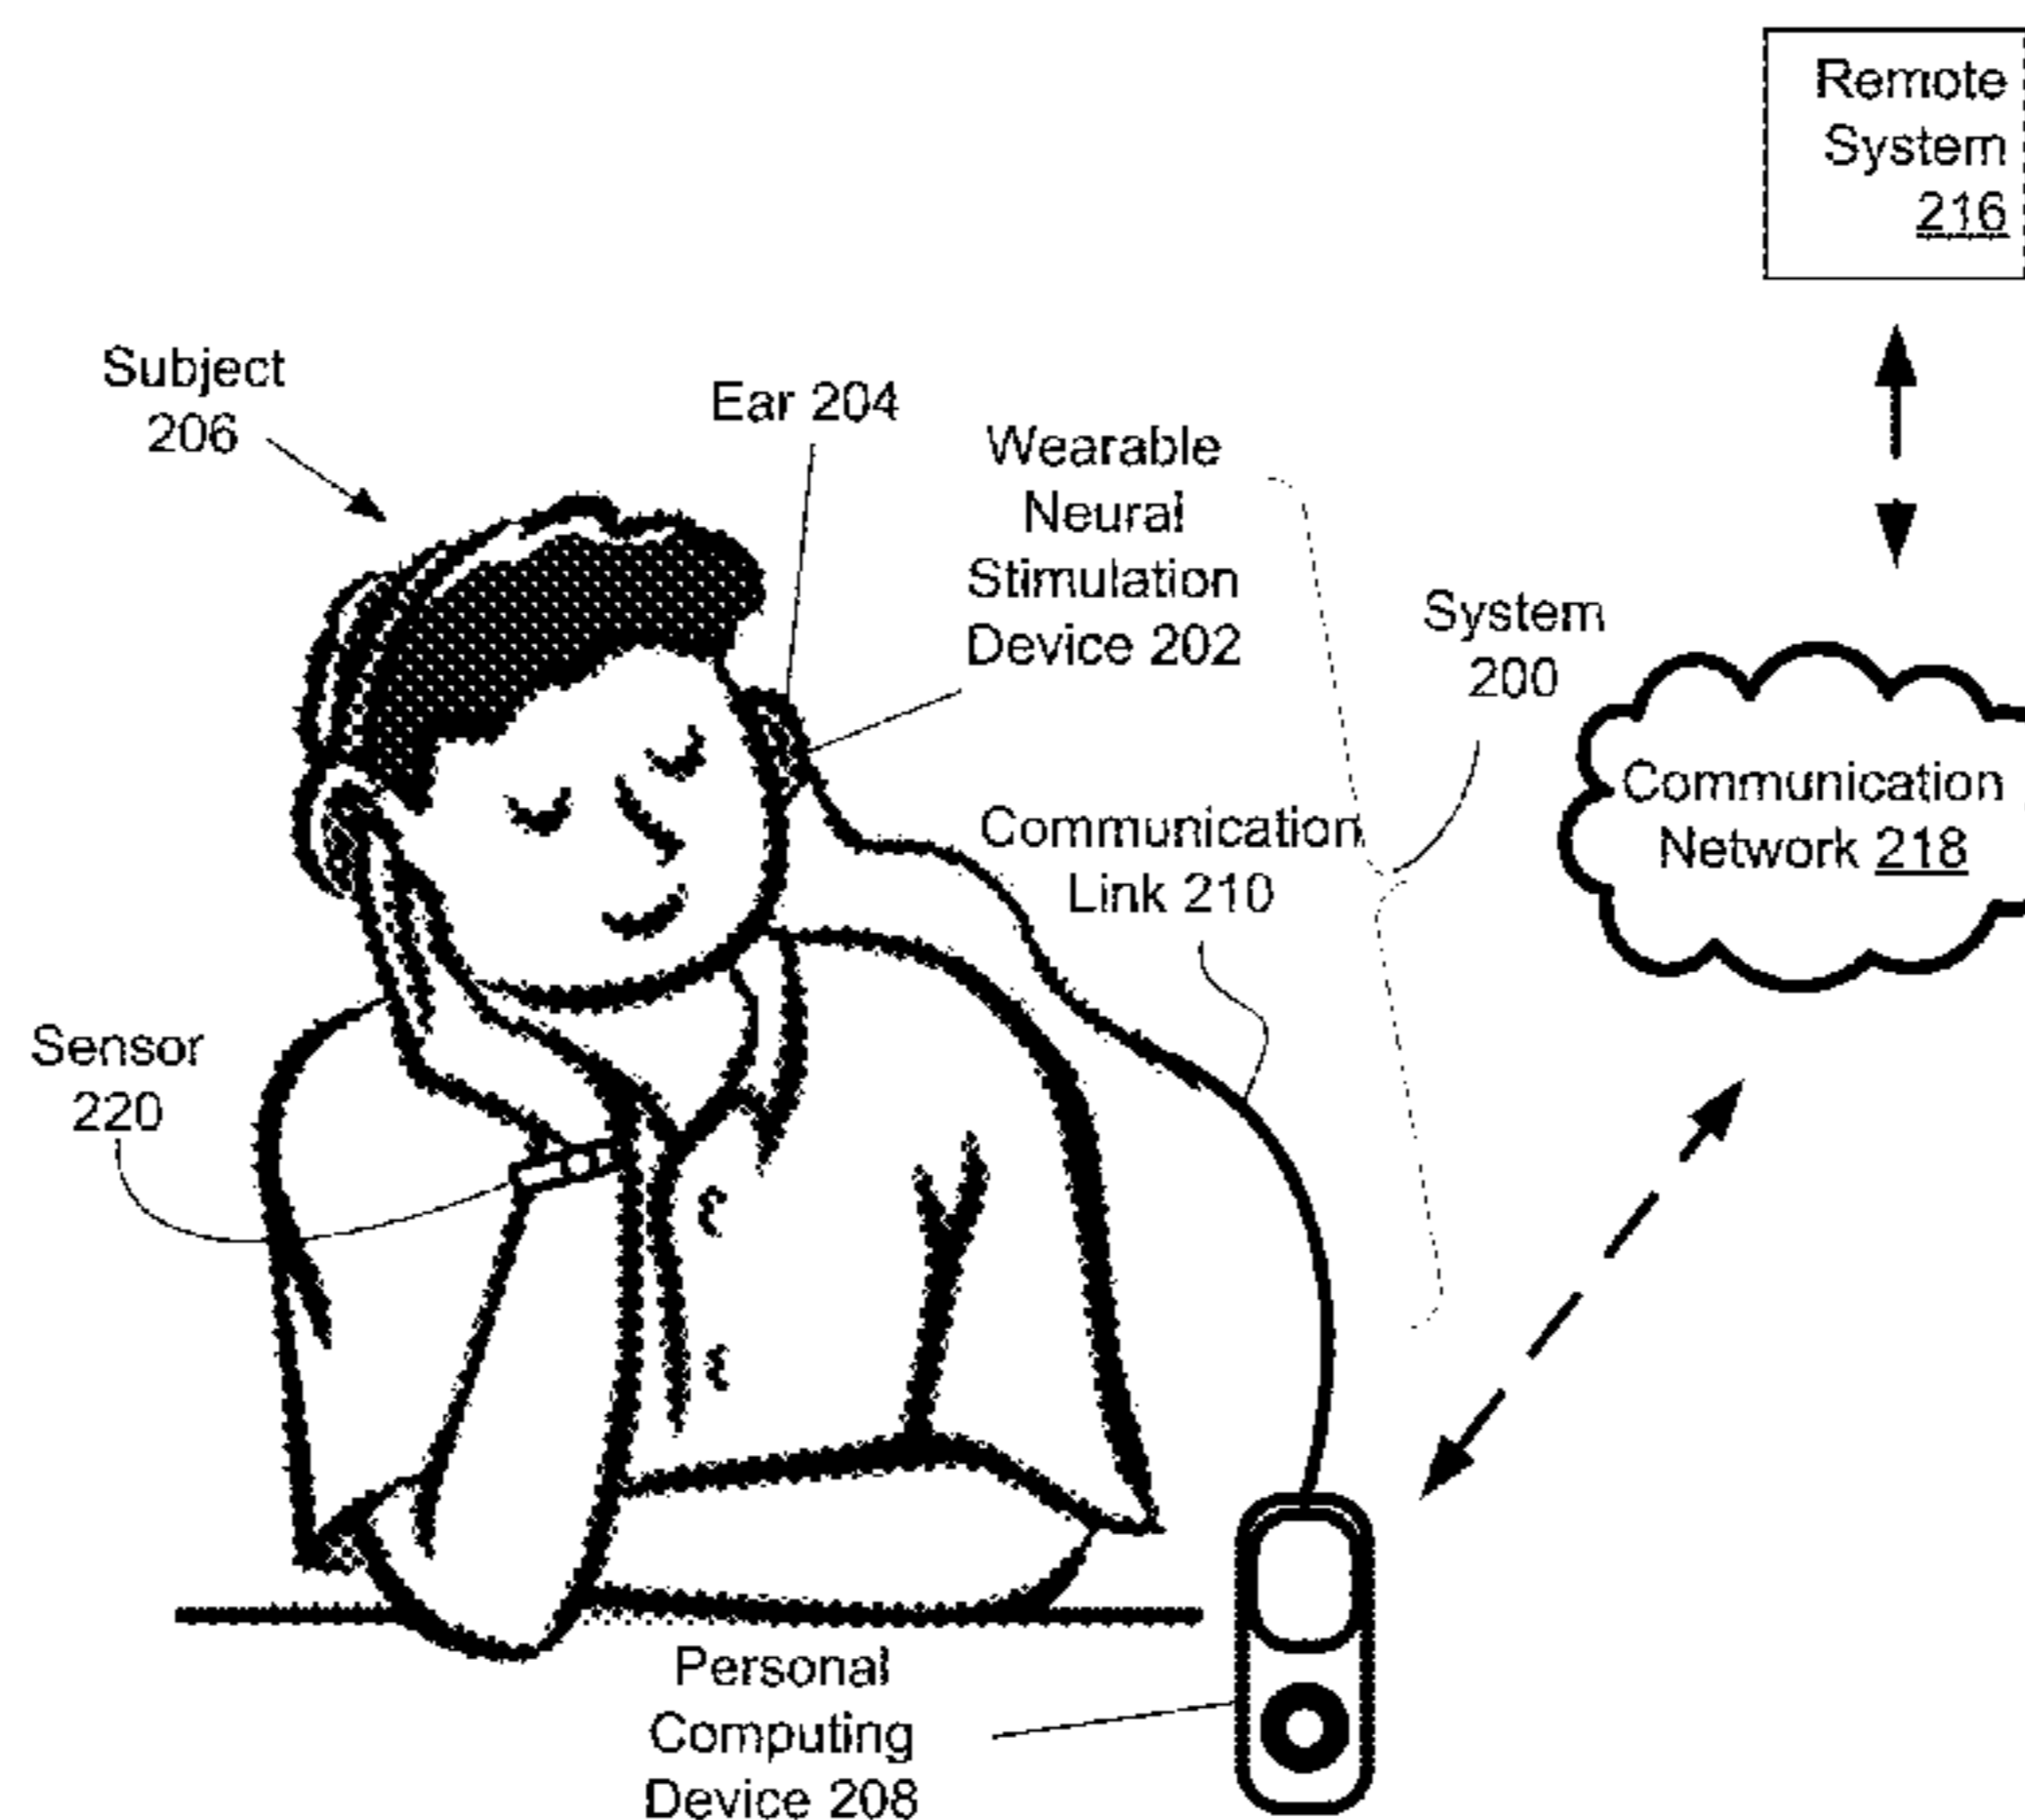 Remote
System
216
Subject
206
Ear 204
Wearable
Neural
Stimulation
Device 202
System
200
Communication
Network 218
Communication
Link 210
Sensor
220
Personal
Computing
Device 208